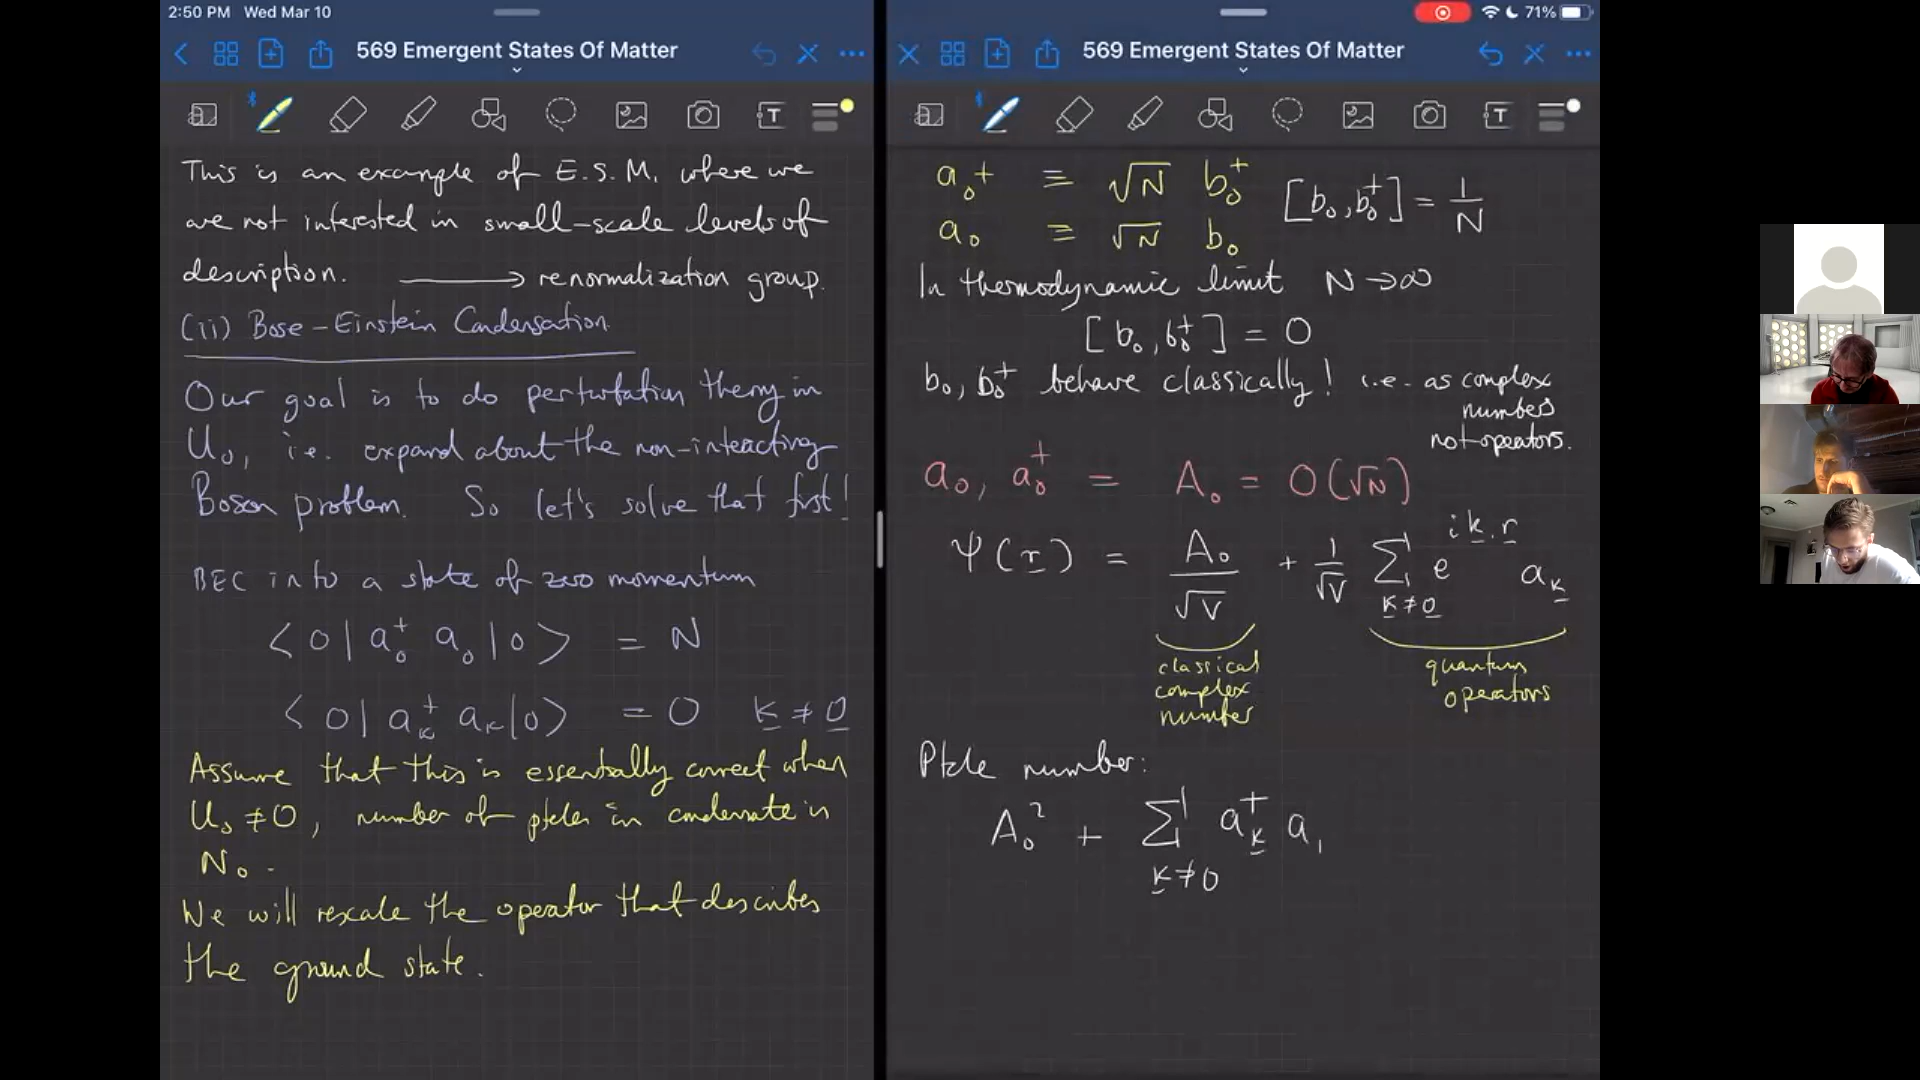 2:50 PM Wed Mar 10
71%
569 Emergent States Of Matter
569 Emergent States Of Matter
This is an example of E.S.M. where we
are not interested in small-scale levels of
description. ⟶ renormalization group.
(ii) Bose-Einstein Condensation
Our goal is to do perturbation theory in
U₀, i.e. expand about the non-interacting
Boson problem. So let's solve that first!
BEC into a state of zero momentum
<0| a₀⁺ a₀ |0> = N
<0| a_k⁺ a_k |0> = 0 k ≠ 0
Assume that this is essentially correct when
U₀ ≠ 0, number of ptcles in condensate is
N₀.
We will rescale the operator that describes
the ground state.
a₀⁺ ≡ √N b₀⁺ [b₀, b₀⁺] = 1/N
a₀ ≡ √N b₀
In thermodynamic limit N → ∞
[b₀, b₀⁺] = 0
b₀, b₀⁺ behave classically! i.e. as complex
numbers
not operators.
a₀, a₀⁺ = A₀ = O(√N)
Ψ(r) = A₀/√V + 1/√V ∑_{k≠0} e^{ik.r} a_k
classical
complex
number
quantum
operators
Ptcle number:
A₀² + ∑_{k≠0} a_k⁺ a